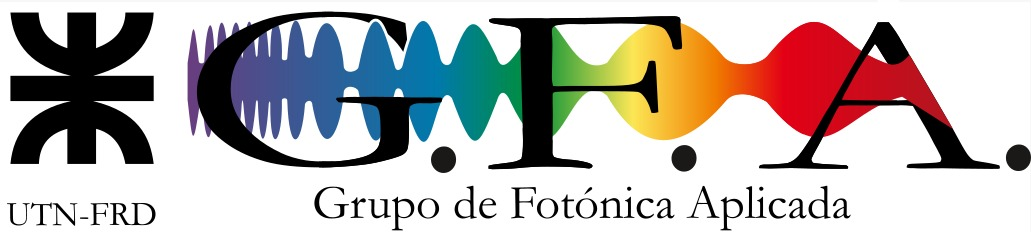 G.F.A.
UTN-FRD
Grupo de Fotónica Aplicada